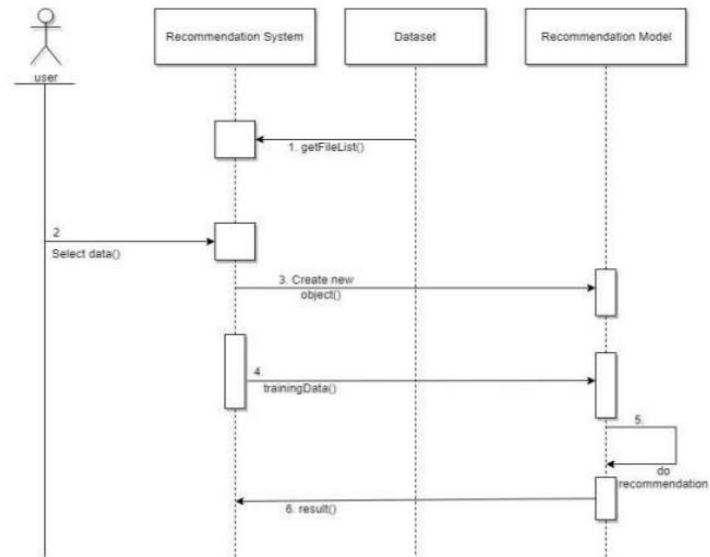 Recommendation System
Dataset
Recommendation Model
user
1. getFileList()
2
Select data()
3. Create new
object()
4.
trainingData()
5.
do
recommendation
6. result()